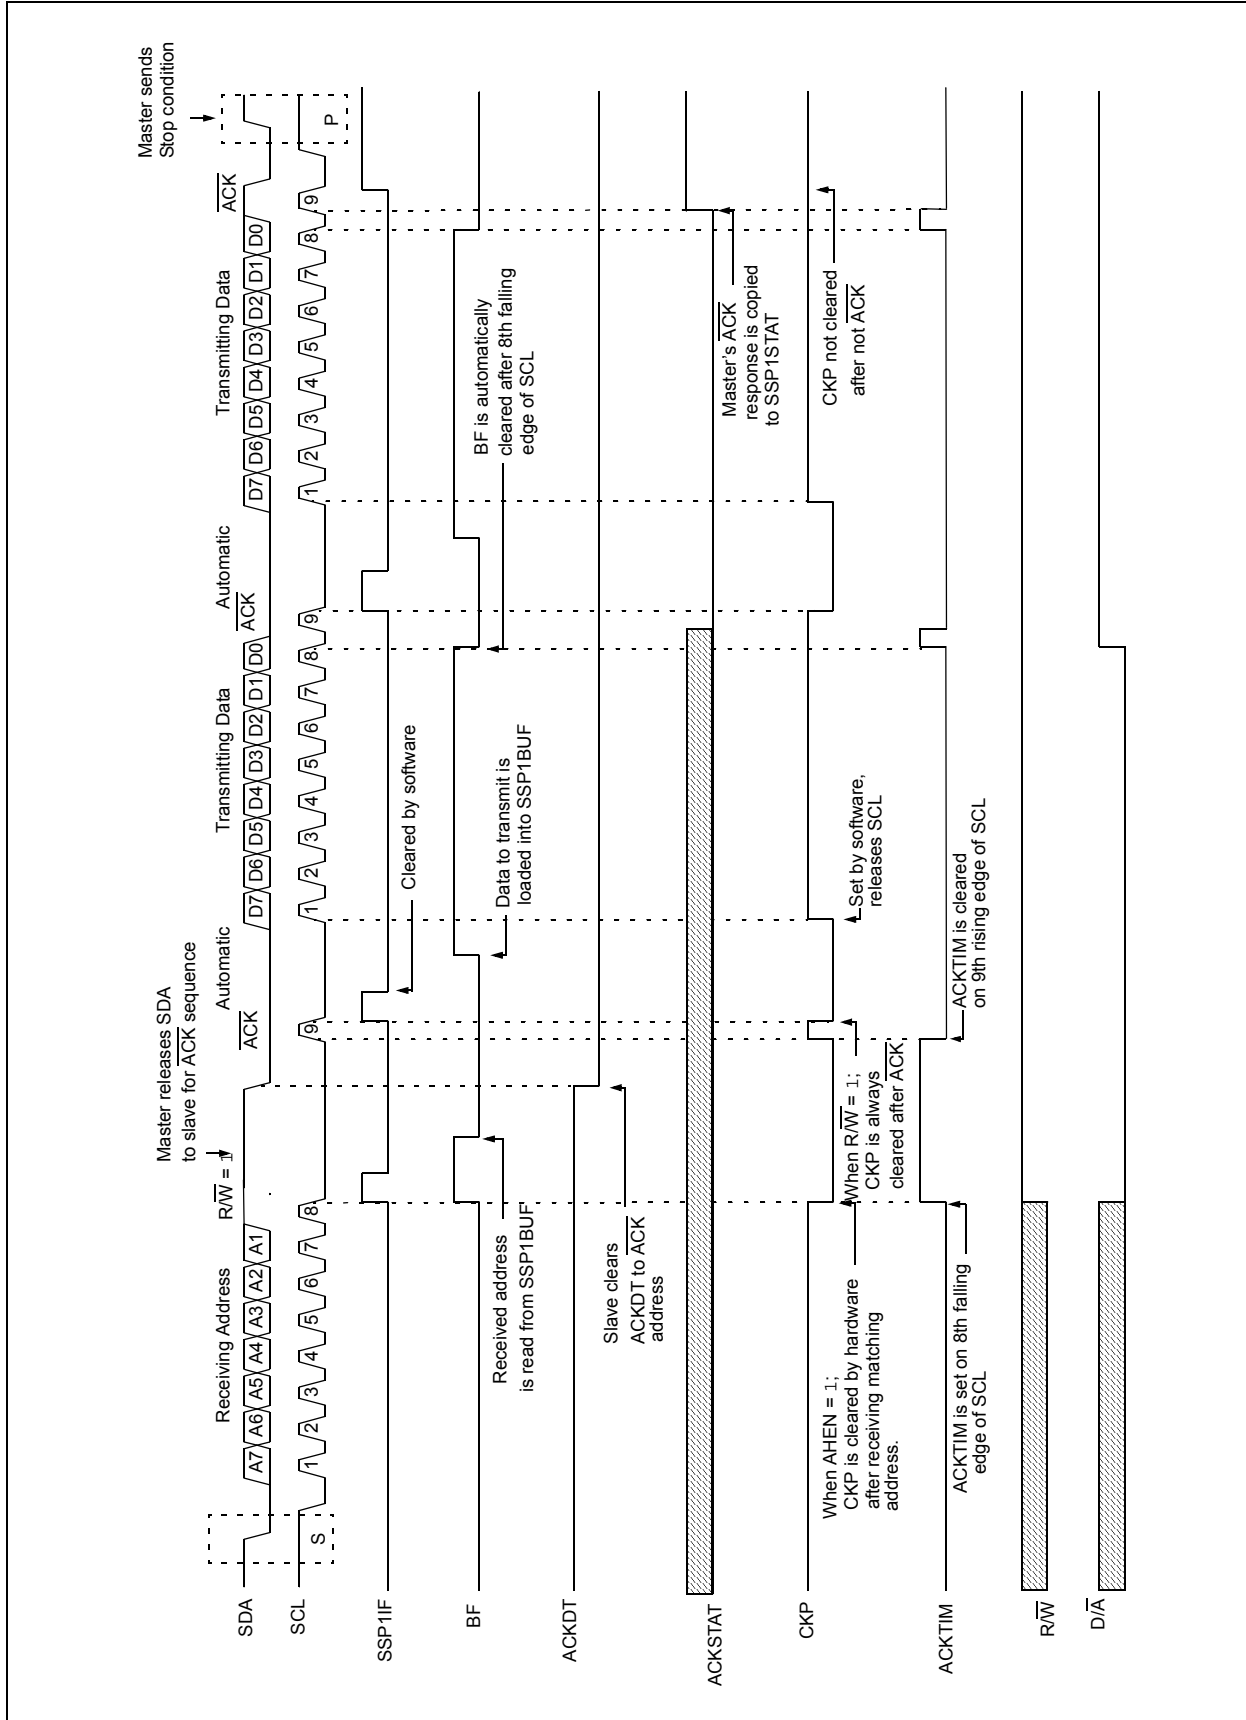 Master releases SDA
to slave for ACK sequence
Master sends
Stop condition
Receiving Address
R/W = 1
Automatic
ACK
Transmitting Data
Automatic
ACK
Transmitting Data
ACK
SDA
A7 A6 A5 A4 A3 A2 A1
D7 D6 D5 D4 D3 D2 D1 D0
D7 D6 D5 D4 D3 D2 D1 D0
SCL
S
1 2 3 4 5 6 7 8 9
1 2 3 4 5 6 7 8 9
1 2 3 4 5 6 7 8 9
P
SSP1IF
Cleared by software
BF
Received address
is read from SSP1BUF
Data to transmit is
loaded into SSP1BUF
BF is automatically
cleared after 8th falling
edge of SCL
ACKDT
Slave clears
ACKDT to ACK
address
ACKSTAT
Master's ACK
response is copied
to SSP1STAT
CKP
When AHEN = 1;
CKP is cleared by hardware
after receiving matching
address.
When R/W = 1;
CKP is always
cleared after ACK
Set by software,
releases SCL
CKP not cleared
after not ACK
ACKTIM
ACKTIM is set on 8th falling
edge of SCL
ACKTIM is cleared
on 9th rising edge of SCL
R/W
D/A